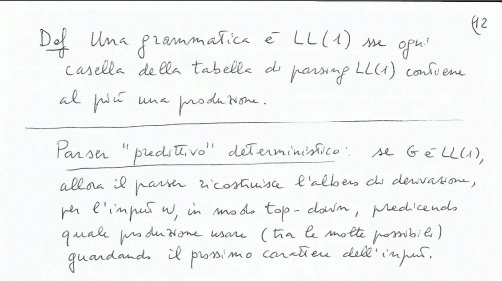 12
Def Una grammatica è LL(1) sse ogni
casella della tabella di parsing LL(1) contiene
al più una produzione.
Parser "predittivo" deterministico: se G è LL(1),
allora il parser ricostruisce l'albero di derivazione,
per l'input w, in modo top-down, predicendo
quale produzione usare (tra le molte possibili)
guardando il prossimo carattere dell'input.